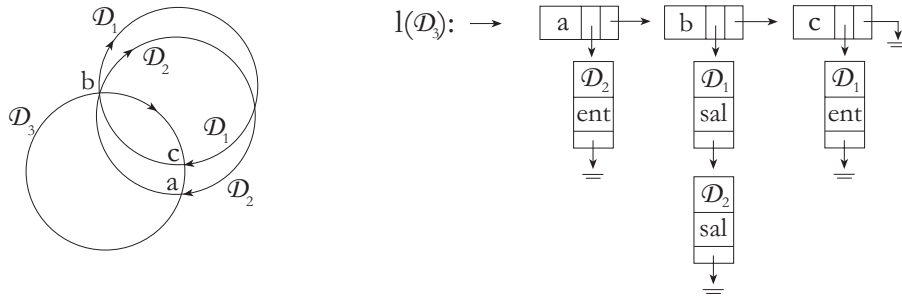 𝒟₁
𝒟₂
b
𝒟₃
𝒟₁
c
a
𝒟₂
l(𝒟₃):
a b c
𝒟₂ 𝒟₁ 𝒟₁
ent sal ent
𝒟₂
sal